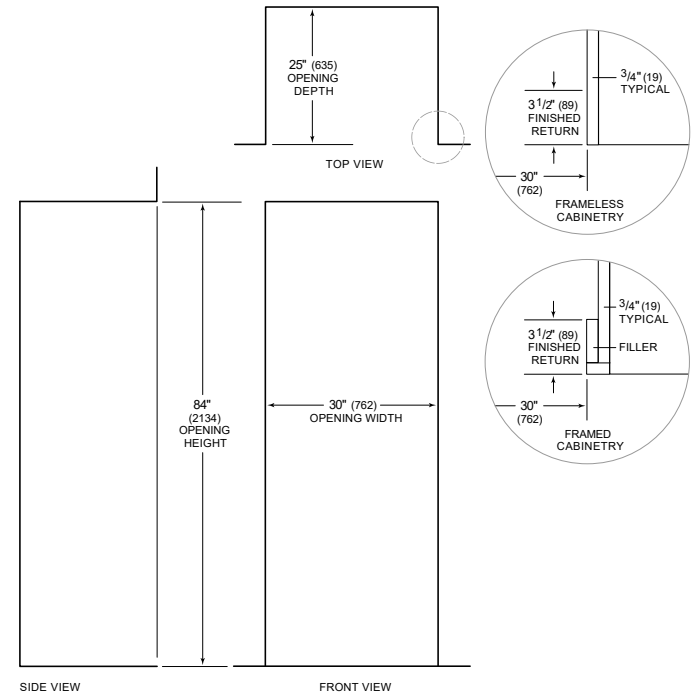 25" (635)
OPENING
DEPTH
TOP VIEW
3/4" (19)
TYPICAL
3 1/2" (89)
FINISHED
RETURN
30"
(762)
FRAMELESS
CABINETRY
3/4" (19)
TYPICAL
3 1/2" (89)
FINISHED
RETURN
FILLER
30"
(762)
FRAMED
CABINETRY
84"
(2134)
OPENING
HEIGHT
30" (762)
OPENING WIDTH
SIDE VIEW
FRONT VIEW